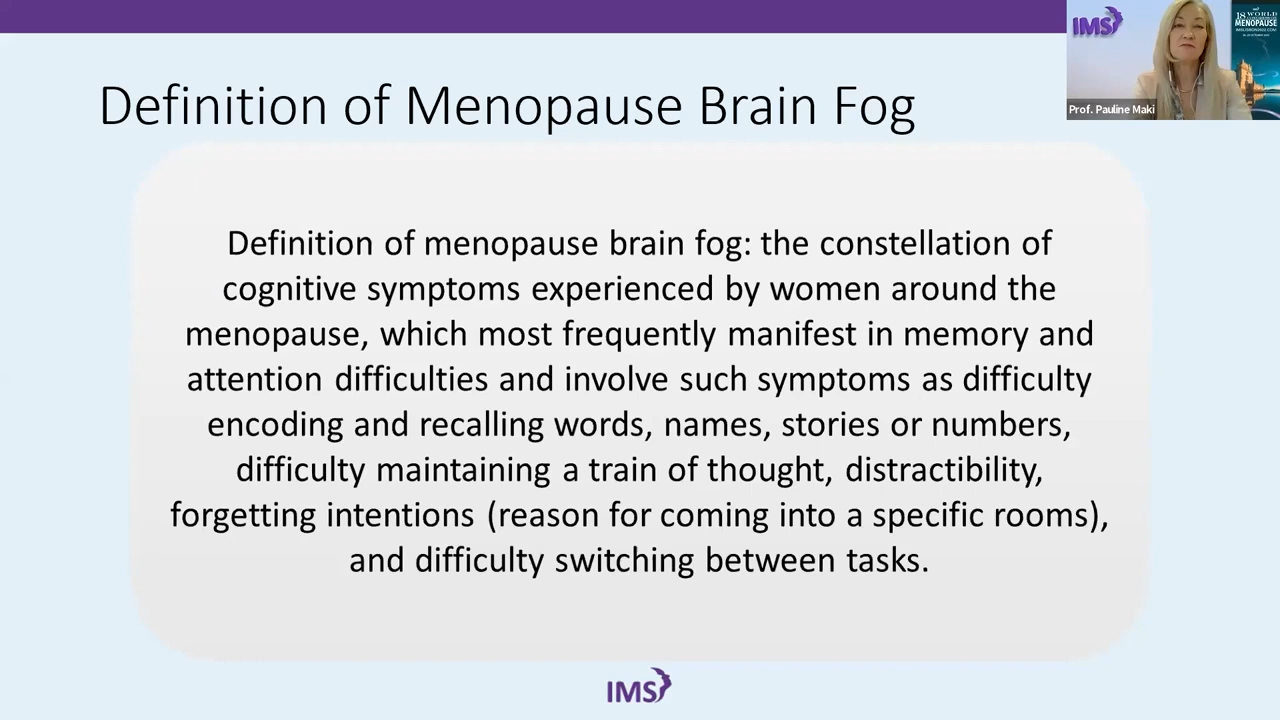 IMS
18 WORLD
MENOPAUSE
Prof. Pauline Maki
Definition of Menopause Brain Fog
Definition of menopause brain fog: the constellation of
cognitive symptoms experienced by women around the
menopause, which most frequently manifest in memory and
attention difficulties and involve such symptoms as difficulty
encoding and recalling words, names, stories or numbers,
difficulty maintaining a train of thought, distractibility,
forgetting intentions (reason for coming into a specific rooms),
and difficulty switching between tasks.
IMS